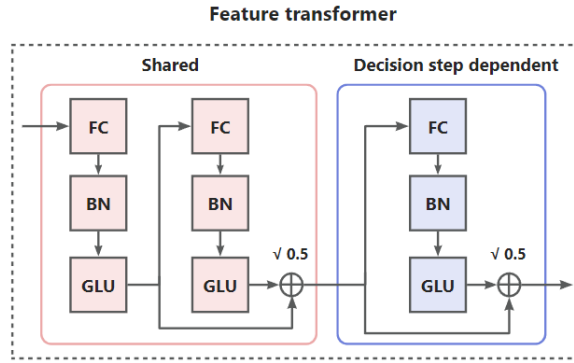 Feature transformer
Shared
Decision step dependent
FC
BN
GLU
FC
BN
GLU
√ 0.5
FC
BN
GLU
√ 0.5